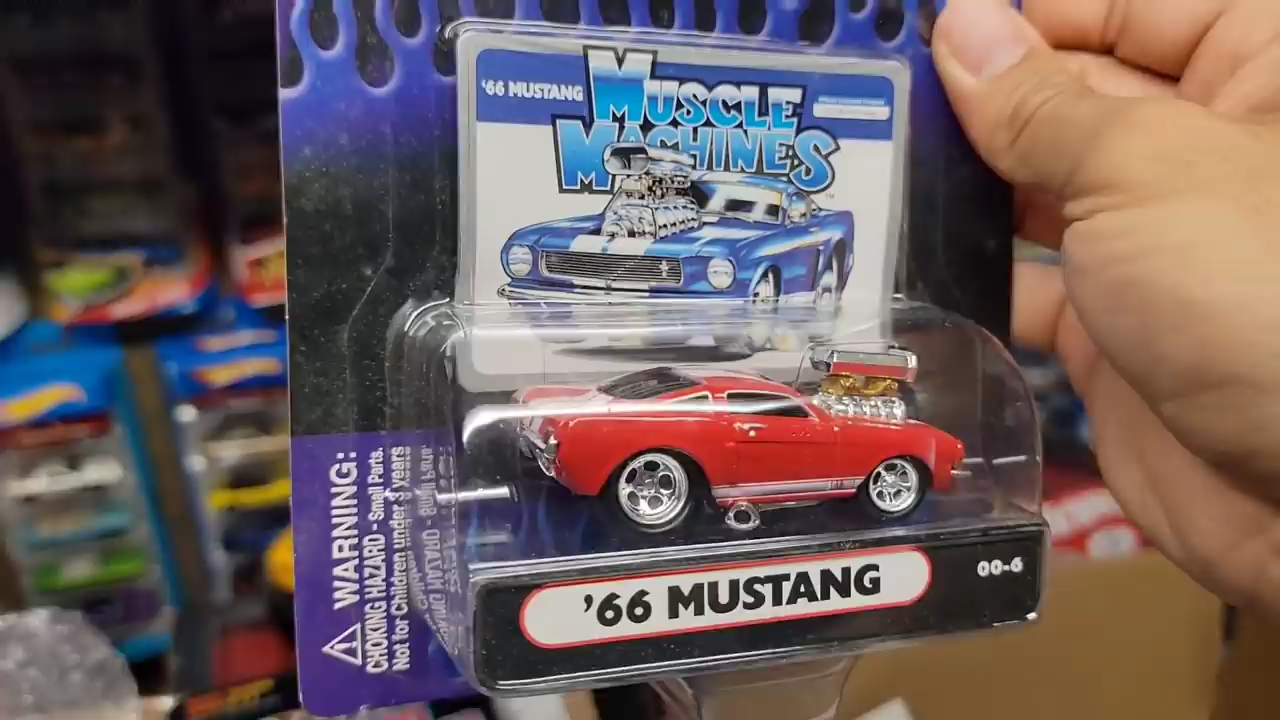 '66 MUSTANG
MUSCLE
MACHINES
TM
WARNING:
CHOKING HAZARD - Small Parts.
Not for Children under 3 years
'66 MUSTANG
00-6